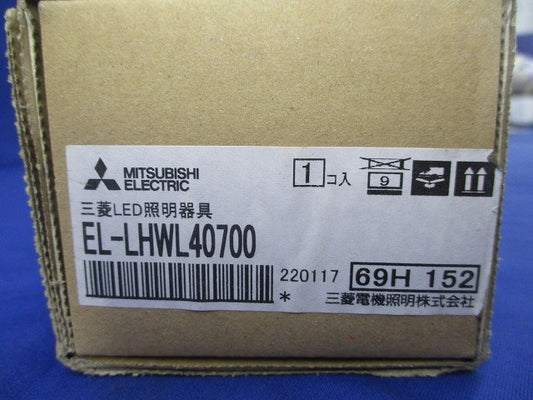 MITSUBISHI
ELECTRIC
1コ入
9
三菱LED照明器具
EL-LHWL40700
220117
69H 152
*
三菱電機照明株式会社